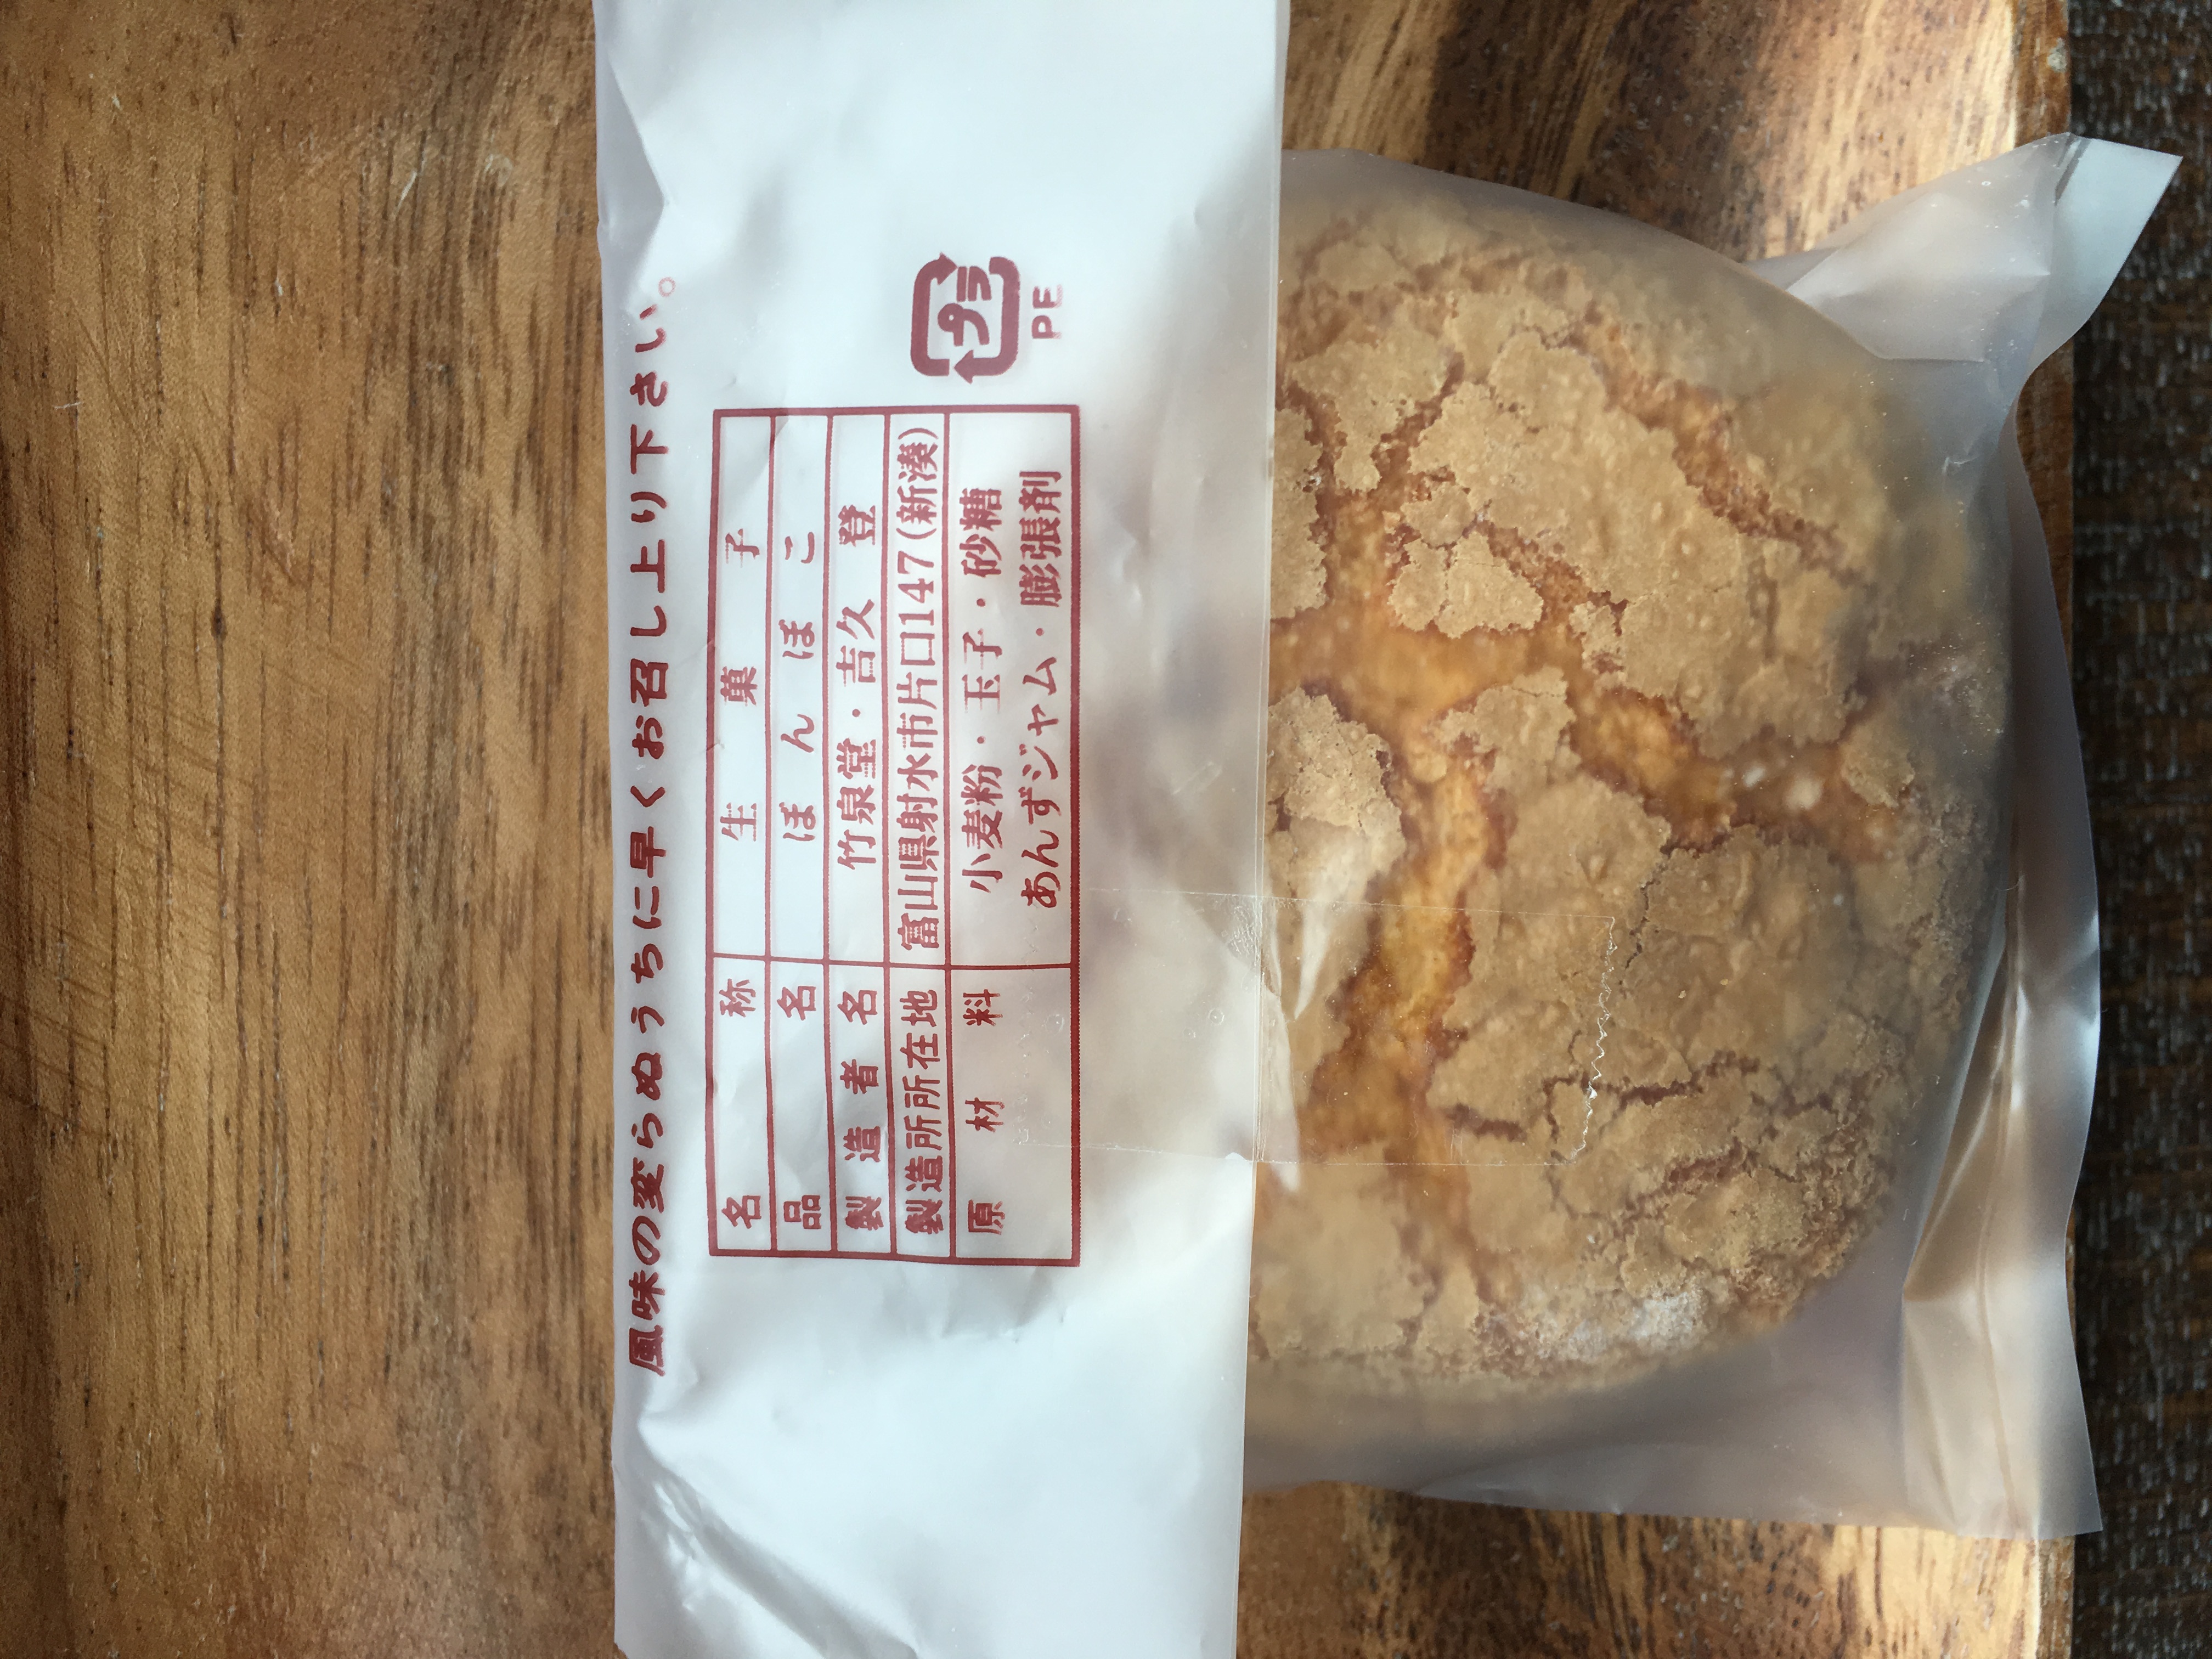 風味の変らぬうちに早くお召し上り下さい。
名称 生菓子
品名 ぼんぼこ
製造者名 竹泉堂・吉久 登
製造所所在地 富山県射水市片口147(新湊)
原材料 小麦粉・玉子・砂糖
あんずジャム・膨張剤
プラ
PE